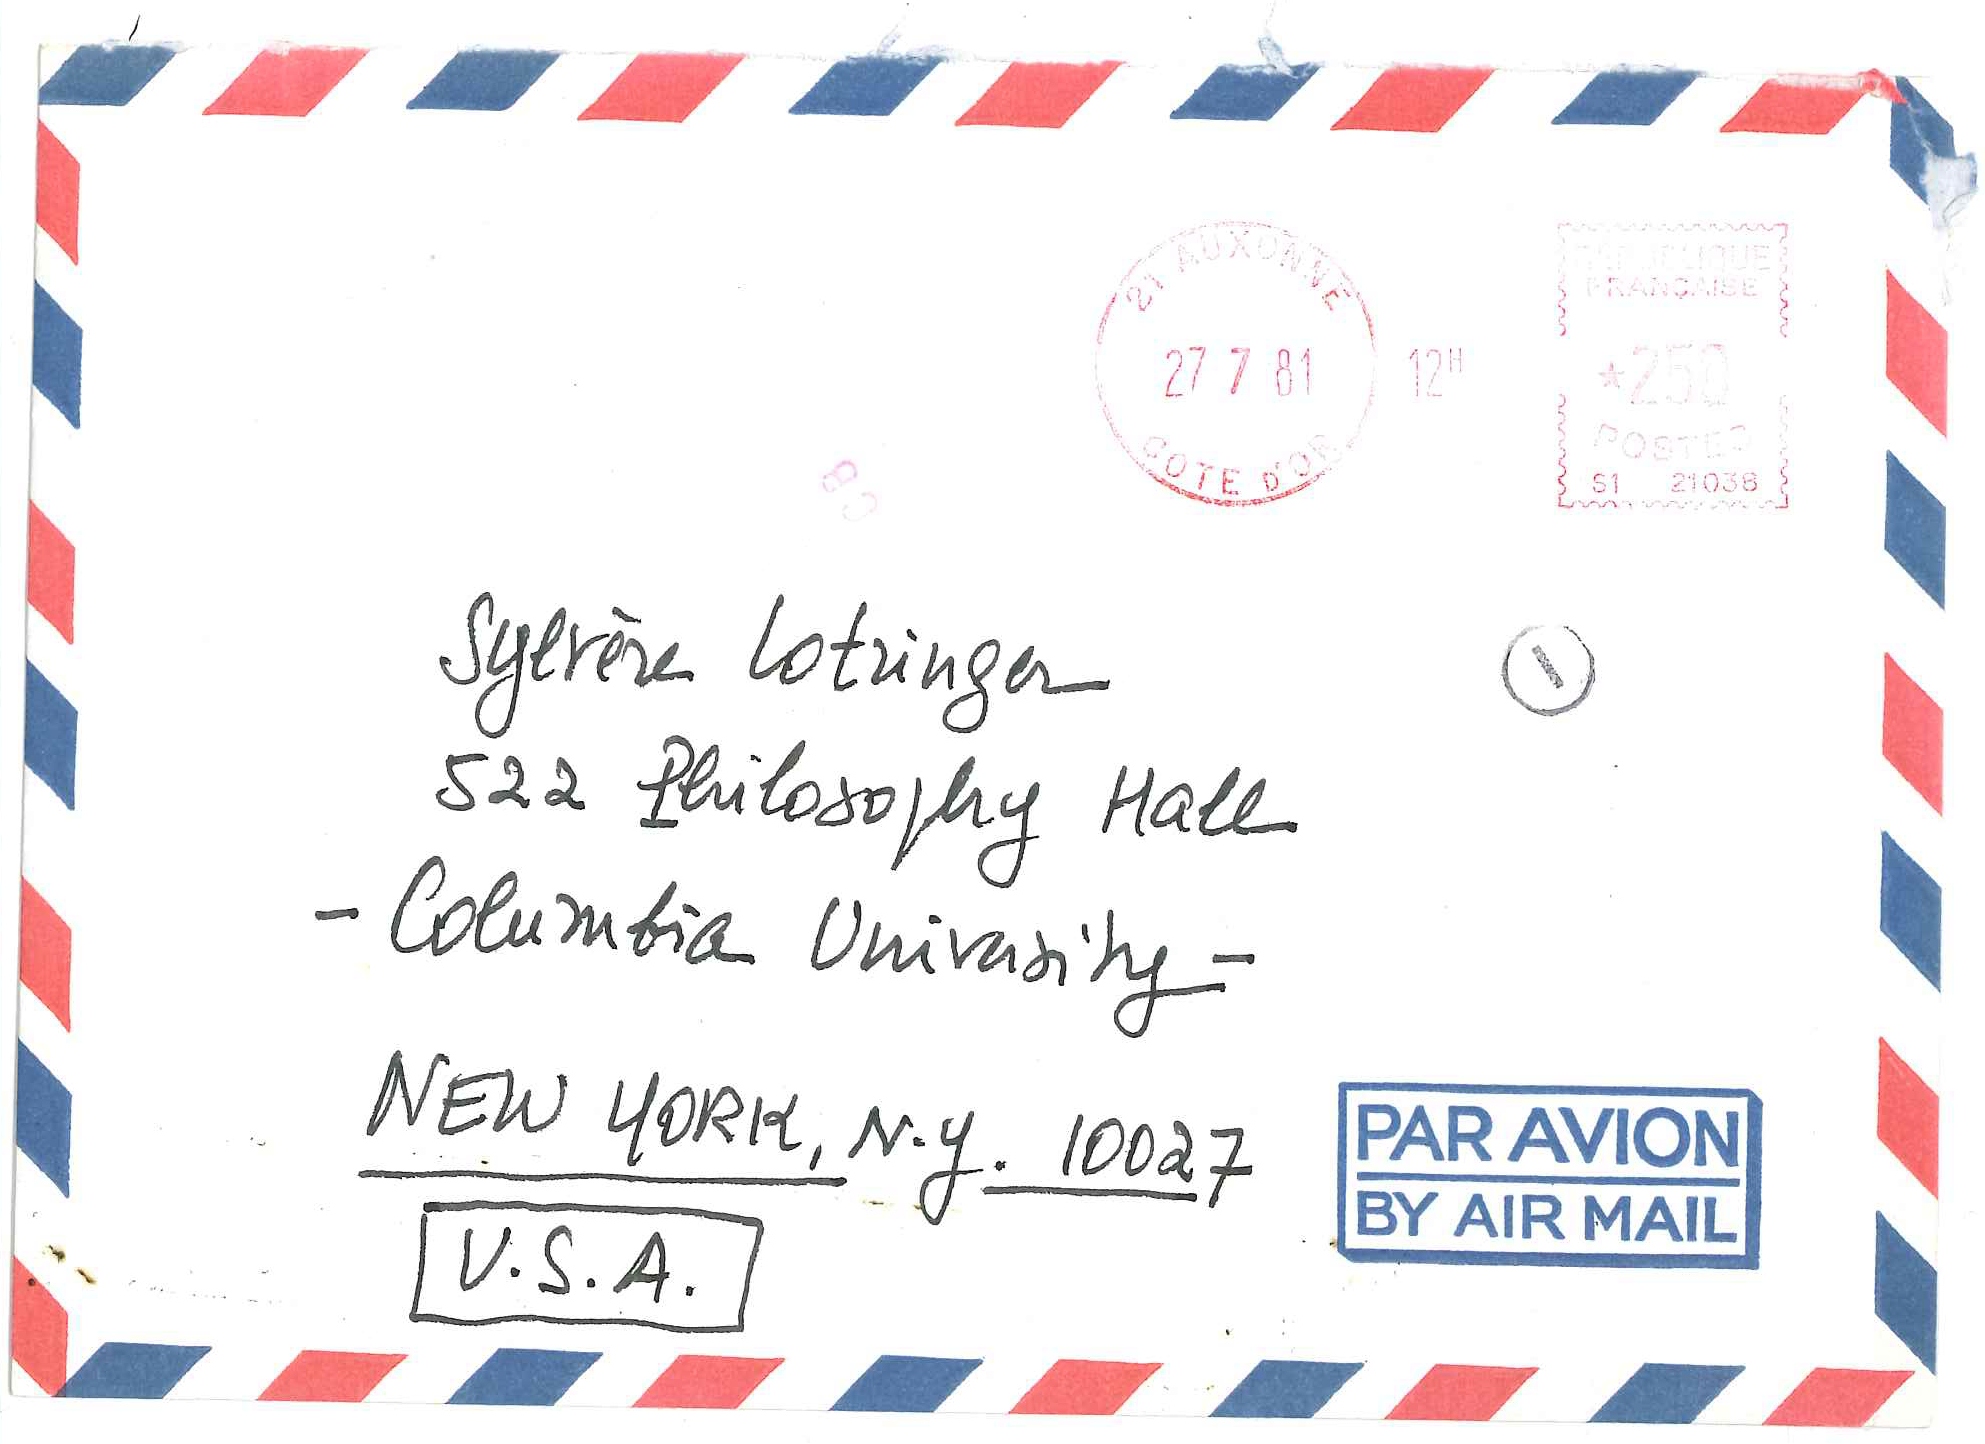 21 AUXONNE
27 7 81
COTE D'OR
12H
REPUBLIQUE
FRANÇAISE
★250
POSTES
S1 21038
Sylvère Lotringer
522 Philosophy Hall
- Columbia University -
NEW YORK, N.Y. 10027
U.S.A.
PAR AVION
BY AIR MAIL